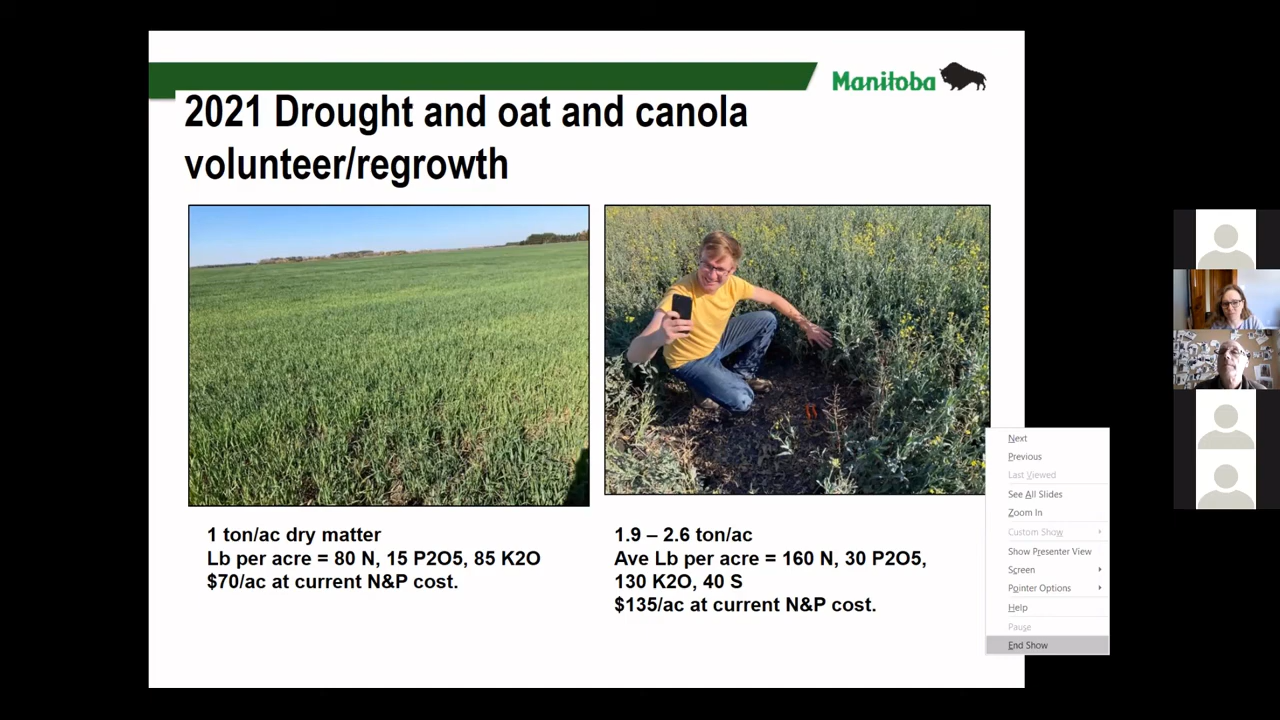 Manitoba
2021 Drought and oat and canola
volunteer/regrowth
1 ton/ac dry matter
Lb per acre = 80 N, 15 P2O5, 85 K2O
$70/ac at current N&P cost.
1.9 – 2.6 ton/ac
Ave Lb per acre = 160 N, 30 P2O5,
130 K2O, 40 S
$135/ac at current N&P cost.
Next
Previous
Last Viewed
See All Slides
Zoom In
Custom Show
Show Presenter View
Screen
Pointer Options
Help
Pause
End Show